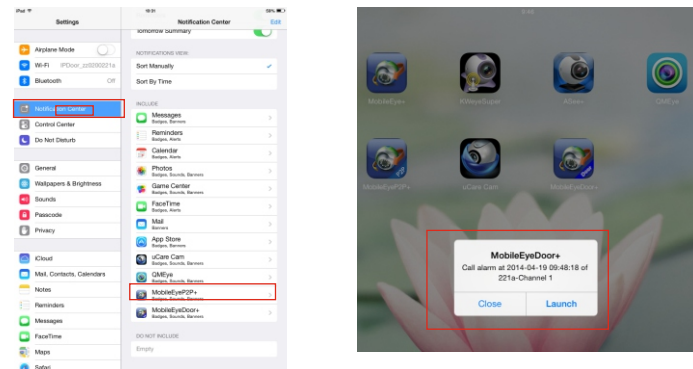 iPad
Settings
Airplane Mode
Wi-Fi IPDoor_zz0200221a
Bluetooth Off
Notification Center
Control Center
Do Not Disturb
General
Wallpapers & Brightness
Sounds
Passcode
Privacy
iCloud
Mail, Contacts, Calendars
Notes
Reminders
Messages
FaceTime
Maps
Safari
Notification Center Edit
Tomorrow Summary
NOTIFICATIONS VIEW:
Sort Manually
Sort By Time
INCLUDE
Messages
Badges, Banners
Reminders
Badges, Alerts
Calendar
Badges, Alerts
Photos
Badges, Sounds, Banners
Game Center
Badges, Sounds, Banners
FaceTime
Badges, Alerts
Mail
Banners
App Store
Badges, Sounds, Banners
uCare Cam
Badges, Sounds, Banners
QMEye
Badges, Sounds, Banners
MobileEyeP2P+
Badges, Sounds, Banners
MobileEyeDoor+
Badges, Sounds, Banners
DO NOT INCLUDE
Empty
MobileEye+ KWeyeSuper ASee+ QMEye
MobileEyeP2P+ uCare Cam MobileEyeDoor+
MobileEyeDoor+
Call alarm at 2014-04-19 09:48:18 of
221a-Channel 1
Close Launch